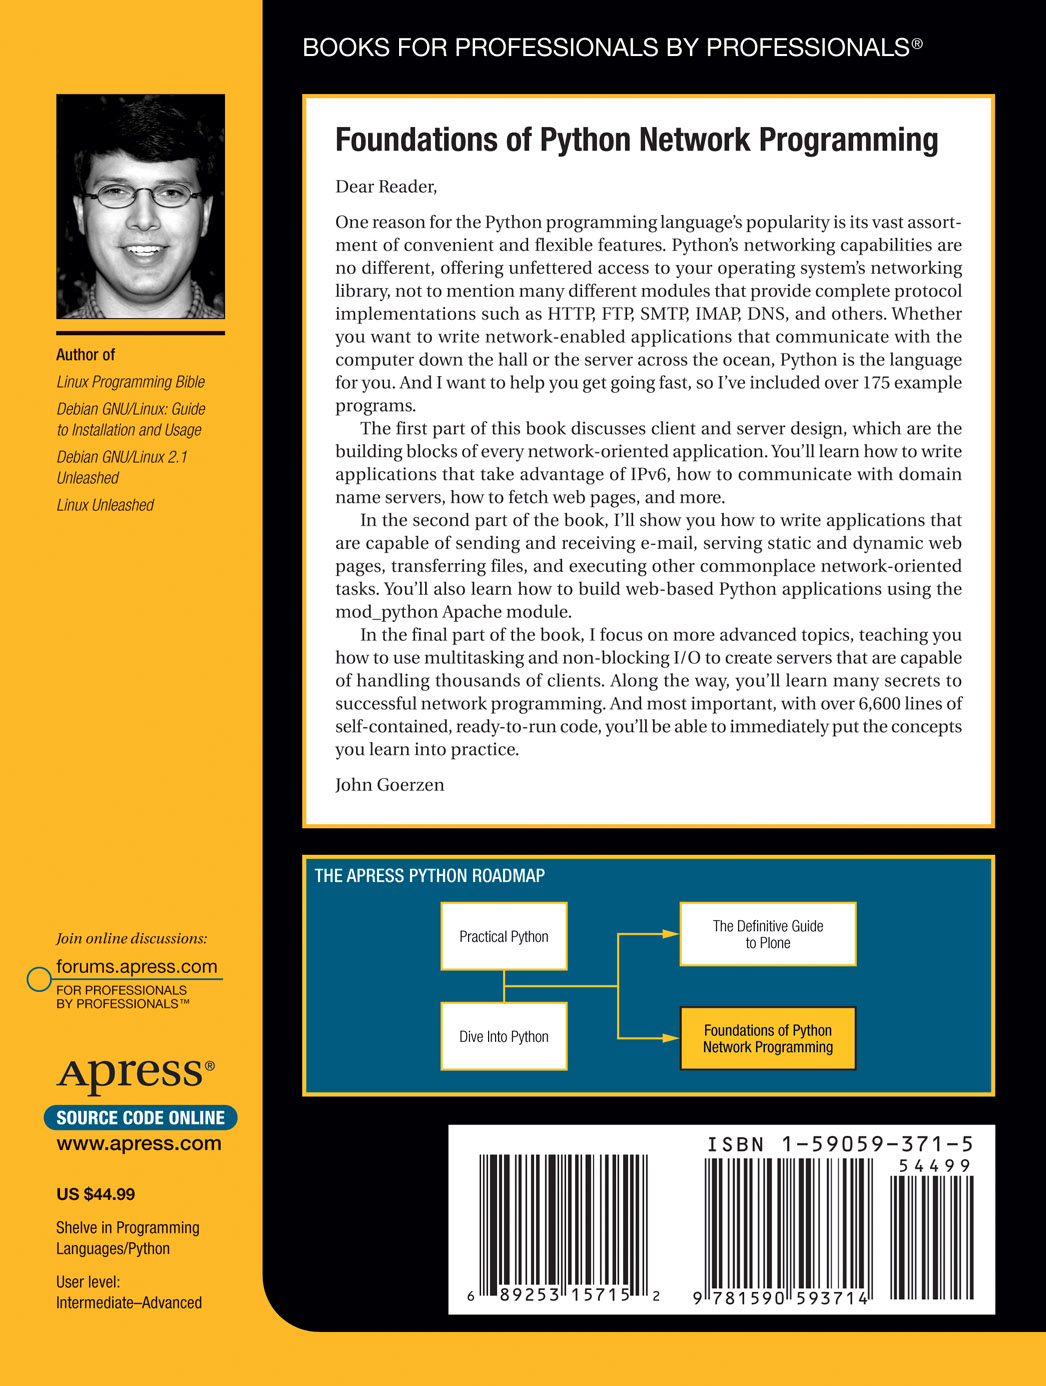 BOOKS FOR PROFESSIONALS BY PROFESSIONALS®
Author of
Linux Programming Bible
Debian GNU/Linux: Guide
to Installation and Usage
Debian GNU/Linux 2.1
Unleashed
Linux Unleashed
Foundations of Python Network Programming
Dear Reader,
One reason for the Python programming language's popularity is its vast assort-
ment of convenient and flexible features. Python's networking capabilities are
no different, offering unfettered access to your operating system's networking
library, not to mention many different modules that provide complete protocol
implementations such as HTTP, FTP, SMTP, IMAP, DNS, and others. Whether
you want to write network-enabled applications that communicate with the
computer down the hall or the server across the ocean, Python is the language
for you. And I want to help you get going fast, so I've included over 175 example
programs.
The first part of this book discusses client and server design, which are the
building blocks of every network-oriented application. You'll learn how to write
applications that take advantage of IPv6, how to communicate with domain
name servers, how to fetch web pages, and more.
In the second part of the book, I'll show you how to write applications that
are capable of sending and receiving e-mail, serving static and dynamic web
pages, transferring files, and executing other commonplace network-oriented
tasks. You'll also learn how to build web-based Python applications using the
mod_python Apache module.
In the final part of the book, I focus on more advanced topics, teaching you
how to use multitasking and non-blocking I/O to create servers that are capable
of handling thousands of clients. Along the way, you'll learn many secrets to
successful network programming. And most important, with over 6,600 lines of
self-contained, ready-to-run code, you'll be able to immediately put the concepts
you learn into practice.
John Goerzen
THE APRESS PYTHON ROADMAP
Practical Python
Dive Into Python
The Definitive Guide
to Plone
Foundations of Python
Network Programming
Join online discussions:
forums.apress.com
FOR PROFESSIONALS
BY PROFESSIONALS™
Apress®
SOURCE CODE ONLINE
www.apress.com
US $44.99
Shelve in Programming
Languages/Python
User level:
Intermediate–Advanced
6 89253 15715 2
ISBN 1-59059-371-5
54499
9 781590 593714